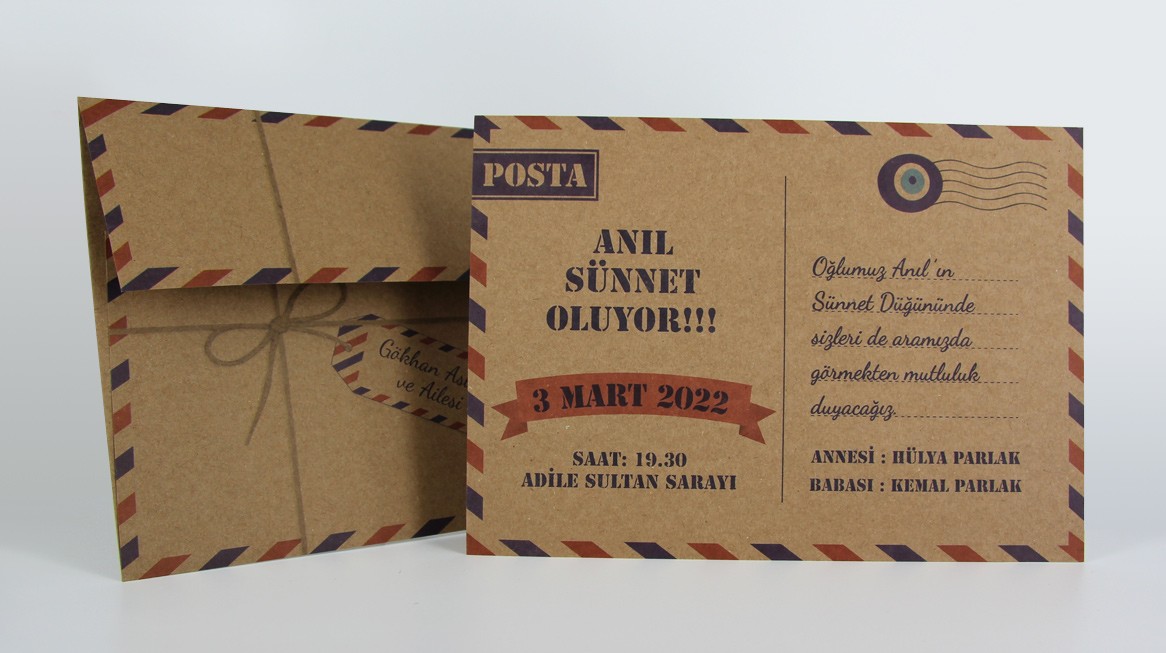 POSTA
ANIL
SÜNNET
OLUYOR!!!
3 MART 2022
SAAT: 19.30
ADİLE SULTAN SARAYI
Oğlumuz Anıl'ın
Sünnet Düğününde
sizleri de aramızda
görmekten mutluluk
duyacağız.
ANNESİ : HÜLYA PARLAK
BABASI : KEMAL PARLAK
Gökhan
ve Ailesi